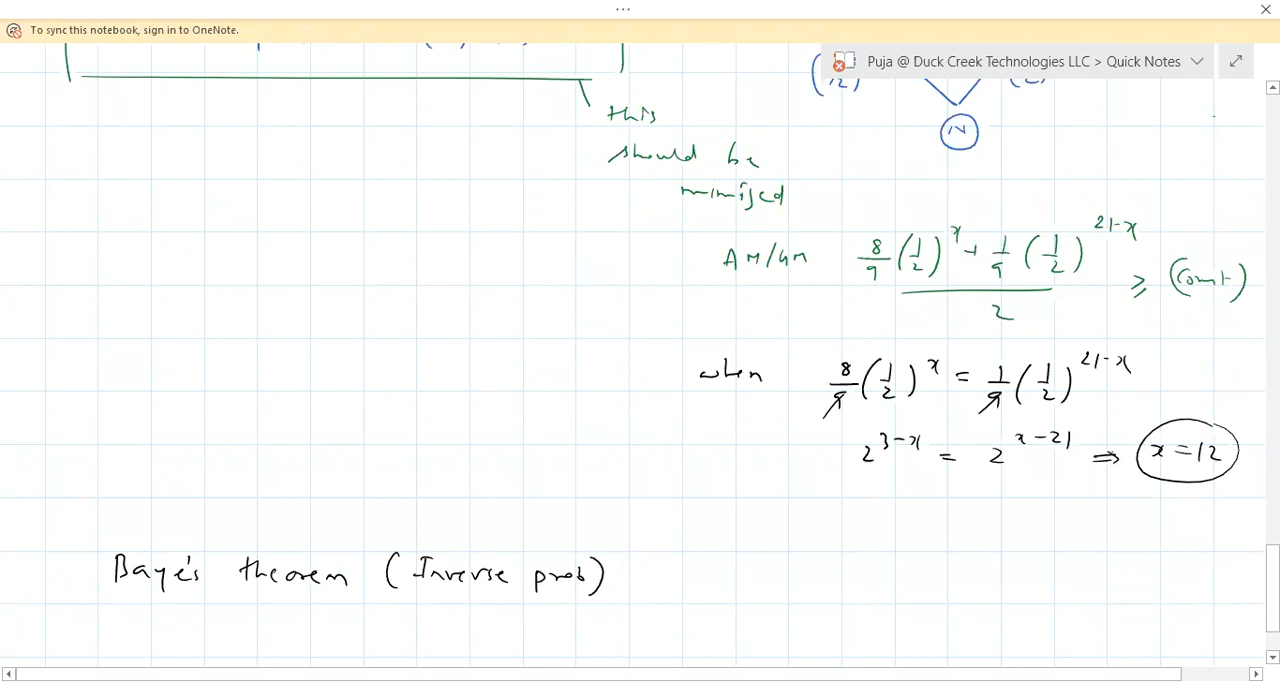 To sync this notebook, sign in to OneNote.
Puja @ Duck Creek Technologies LLC > Quick Notes
this
should be
minimised
N
AM/GM 8/9 (1/2)^x + 1/9 (1/2)^21-x / 2 ≥ (const)
when 8/9 (1/2)^x = 1/9 (1/2)^21-x
2^3-x = 2^x-21 ⇒ x=12
Baye's theorem (Inverse prob)